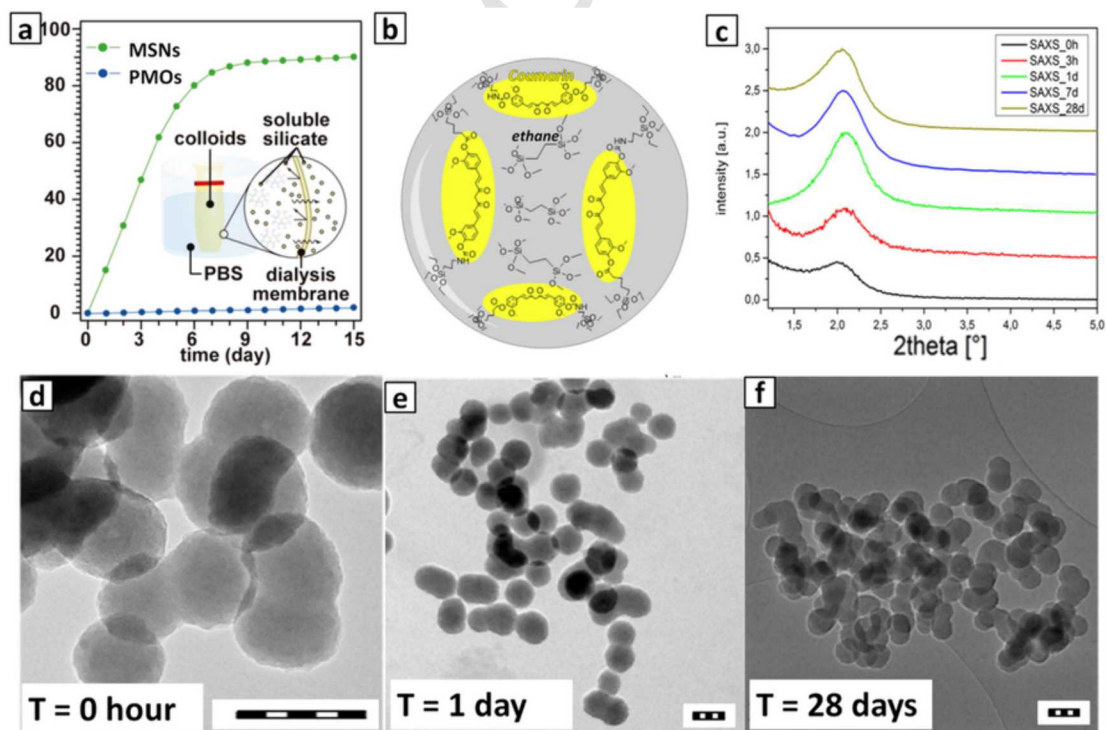 a
100
80
60
40
20
0
MSNs
PMOs
colloids
soluble
silicate
PBS
dialysis
membrane
0 3 6 9 12 15
time (day)
b
Coumarin
ethane
c
SAXS_0h
SAXS_3h
SAXS_1d
SAXS_7d
SAXS_28d
intensity [a.u.]
3,0
2,5
2,0
1,5
1,0
0,5
0,0
1,5 2,0 2,5 3,0 3,5 4,0 4,5 5,0
2theta [°]
d
T = 0 hour
e
T = 1 day
f
T = 28 days